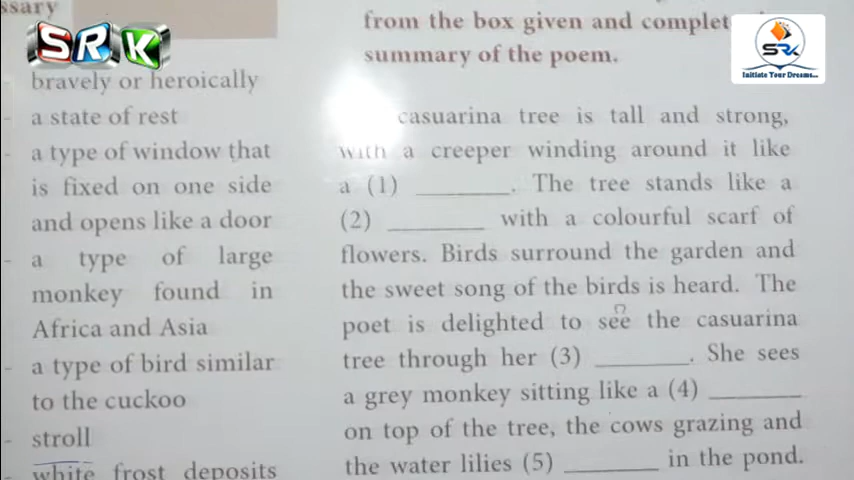 ssary
SRK
bravely or heroically
- a state of rest
- a type of window that
is fixed on one side
and opens like a door
- a type of large
monkey found in
Africa and Asia
- a type of bird similar
to the cuckoo
- stroll
- white frost deposits
from the box given and complet
summary of the poem.
casuarina tree is tall and strong,
with a creeper winding around it like
a (1) ________. The tree stands like a
(2) ________ with a colourful scarf of
flowers. Birds surround the garden and
the sweet song of the birds is heard. The
poet is delighted to see the casuarina
tree through her (3) ________. She sees
a grey monkey sitting like a (4) ________
on top of the tree, the cows grazing and
the water lilies (5) ________ in the pond.
SRK
Initiate Your Dreams...